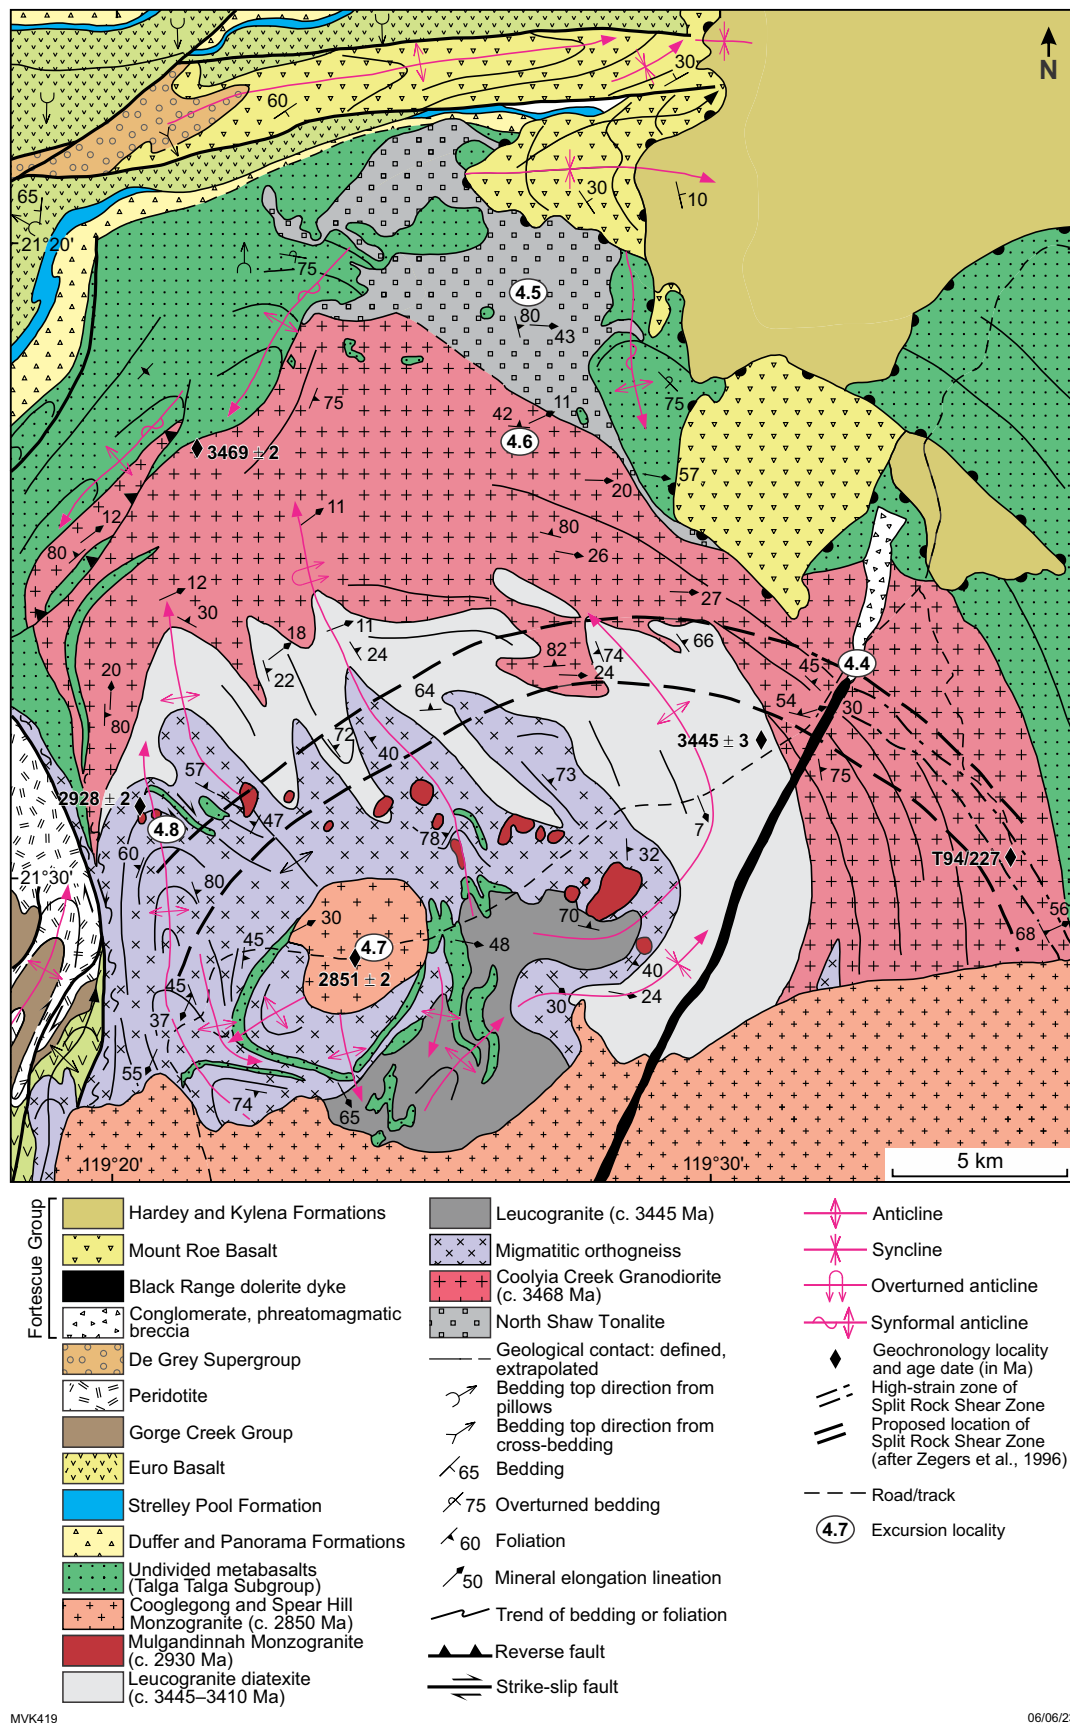 N
30
60
65
30
10
21°20'
75
4.5
80
43
75
11
42
4.6
75
3469 ± 2
57
20
12
80
11
80
26
12
30
27
11
18
24
66
82
74
24
4.4
45
20
22
64
54
30
80
72
40
3445 ± 3
57
73
75
2928 ± 2
47
7
4.8
78
60
32
T94/227
21°30'
80
70
56
30
68
45
4.7
48
2851 ± 2
40
45
30
24
37
55
74
65
119°20'
119°30'
5 km
Fortescue Group
Hardey and Kylena Formations
Mount Roe Basalt
Black Range dolerite dyke
Conglomerate, phreatomagmatic
breccia
De Grey Supergroup
Peridotite
Gorge Creek Group
Euro Basalt
Strelley Pool Formation
Duffer and Panorama Formations
Undivided metabasalts
(Talga Talga Subgroup)
Cooglegong and Spear Hill
Monzogranite (c. 2850 Ma)
Mulgandinnah Monzogranite
(c. 2930 Ma)
Leucogranite diatexite
(c. 3445–3410 Ma)
Leucogranite (c. 3445 Ma)
Migmatitic orthogneiss
Coolyia Creek Granodiorite
(c. 3468 Ma)
North Shaw Tonalite
Geological contact: defined,
extrapolated
Bedding top direction from
pillows
Bedding top direction from
cross-bedding
65 Bedding
75 Overturned bedding
60 Foliation
50 Mineral elongation lineation
Trend of bedding or foliation
Reverse fault
Strike-slip fault
Anticline
Syncline
Overturned anticline
Synformal anticline
Geochronology locality
and age date (in Ma)
High-strain zone of
Split Rock Shear Zone
Proposed location of
Split Rock Shear Zone
(after Zegers et al., 1996)
Road/track
4.7 Excursion locality
MVK419